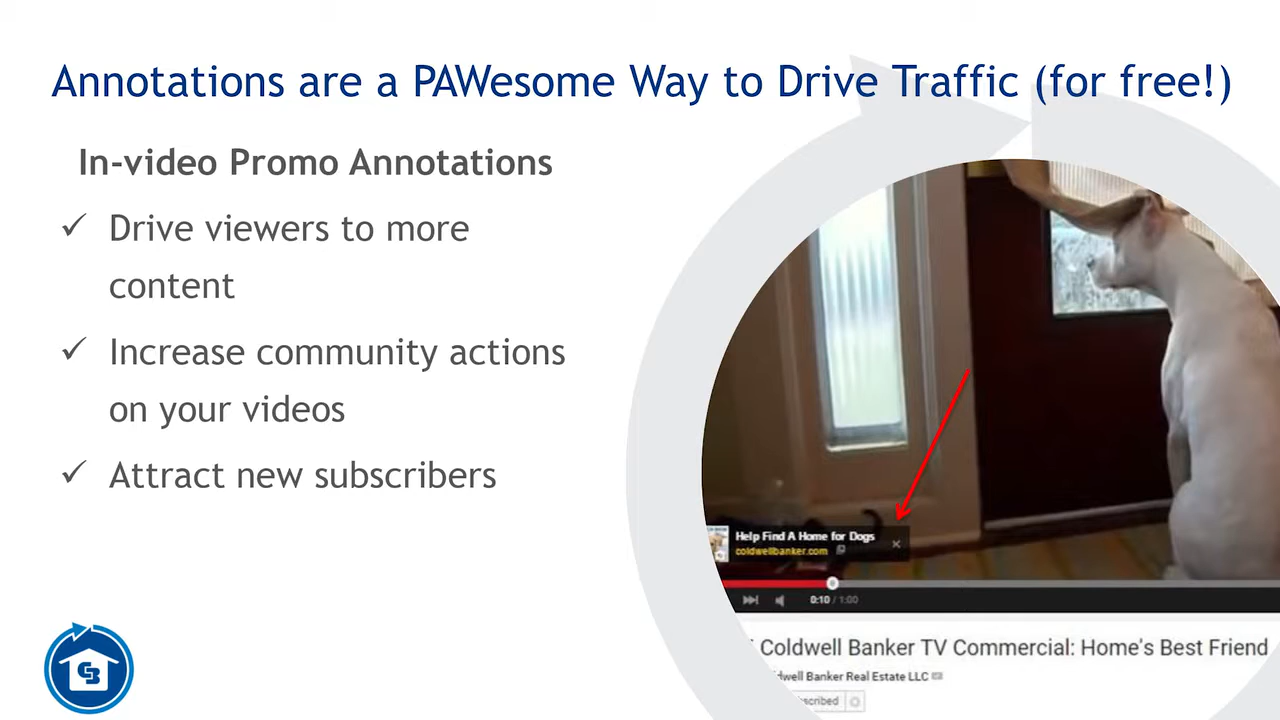 Annotations are a PAWesome Way to Drive Traffic (for free!)
In-video Promo Annotations
✓ Drive viewers to more
content
✓ Increase community actions
on your videos
✓ Attract new subscribers
Help Find A Home for Dogs
coldwellbanker.com
0:10 / 1:00
Coldwell Banker TV Commercial: Home's Best Friend
dwell Banker Real Estate LLC
scribed
CB